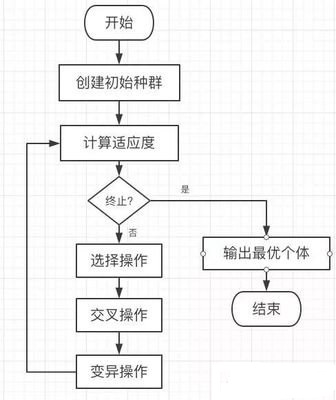 开始
创建初始种群
计算适应度
终止?
是
否
选择操作
输出最优个体
交叉操作
结束
变异操作